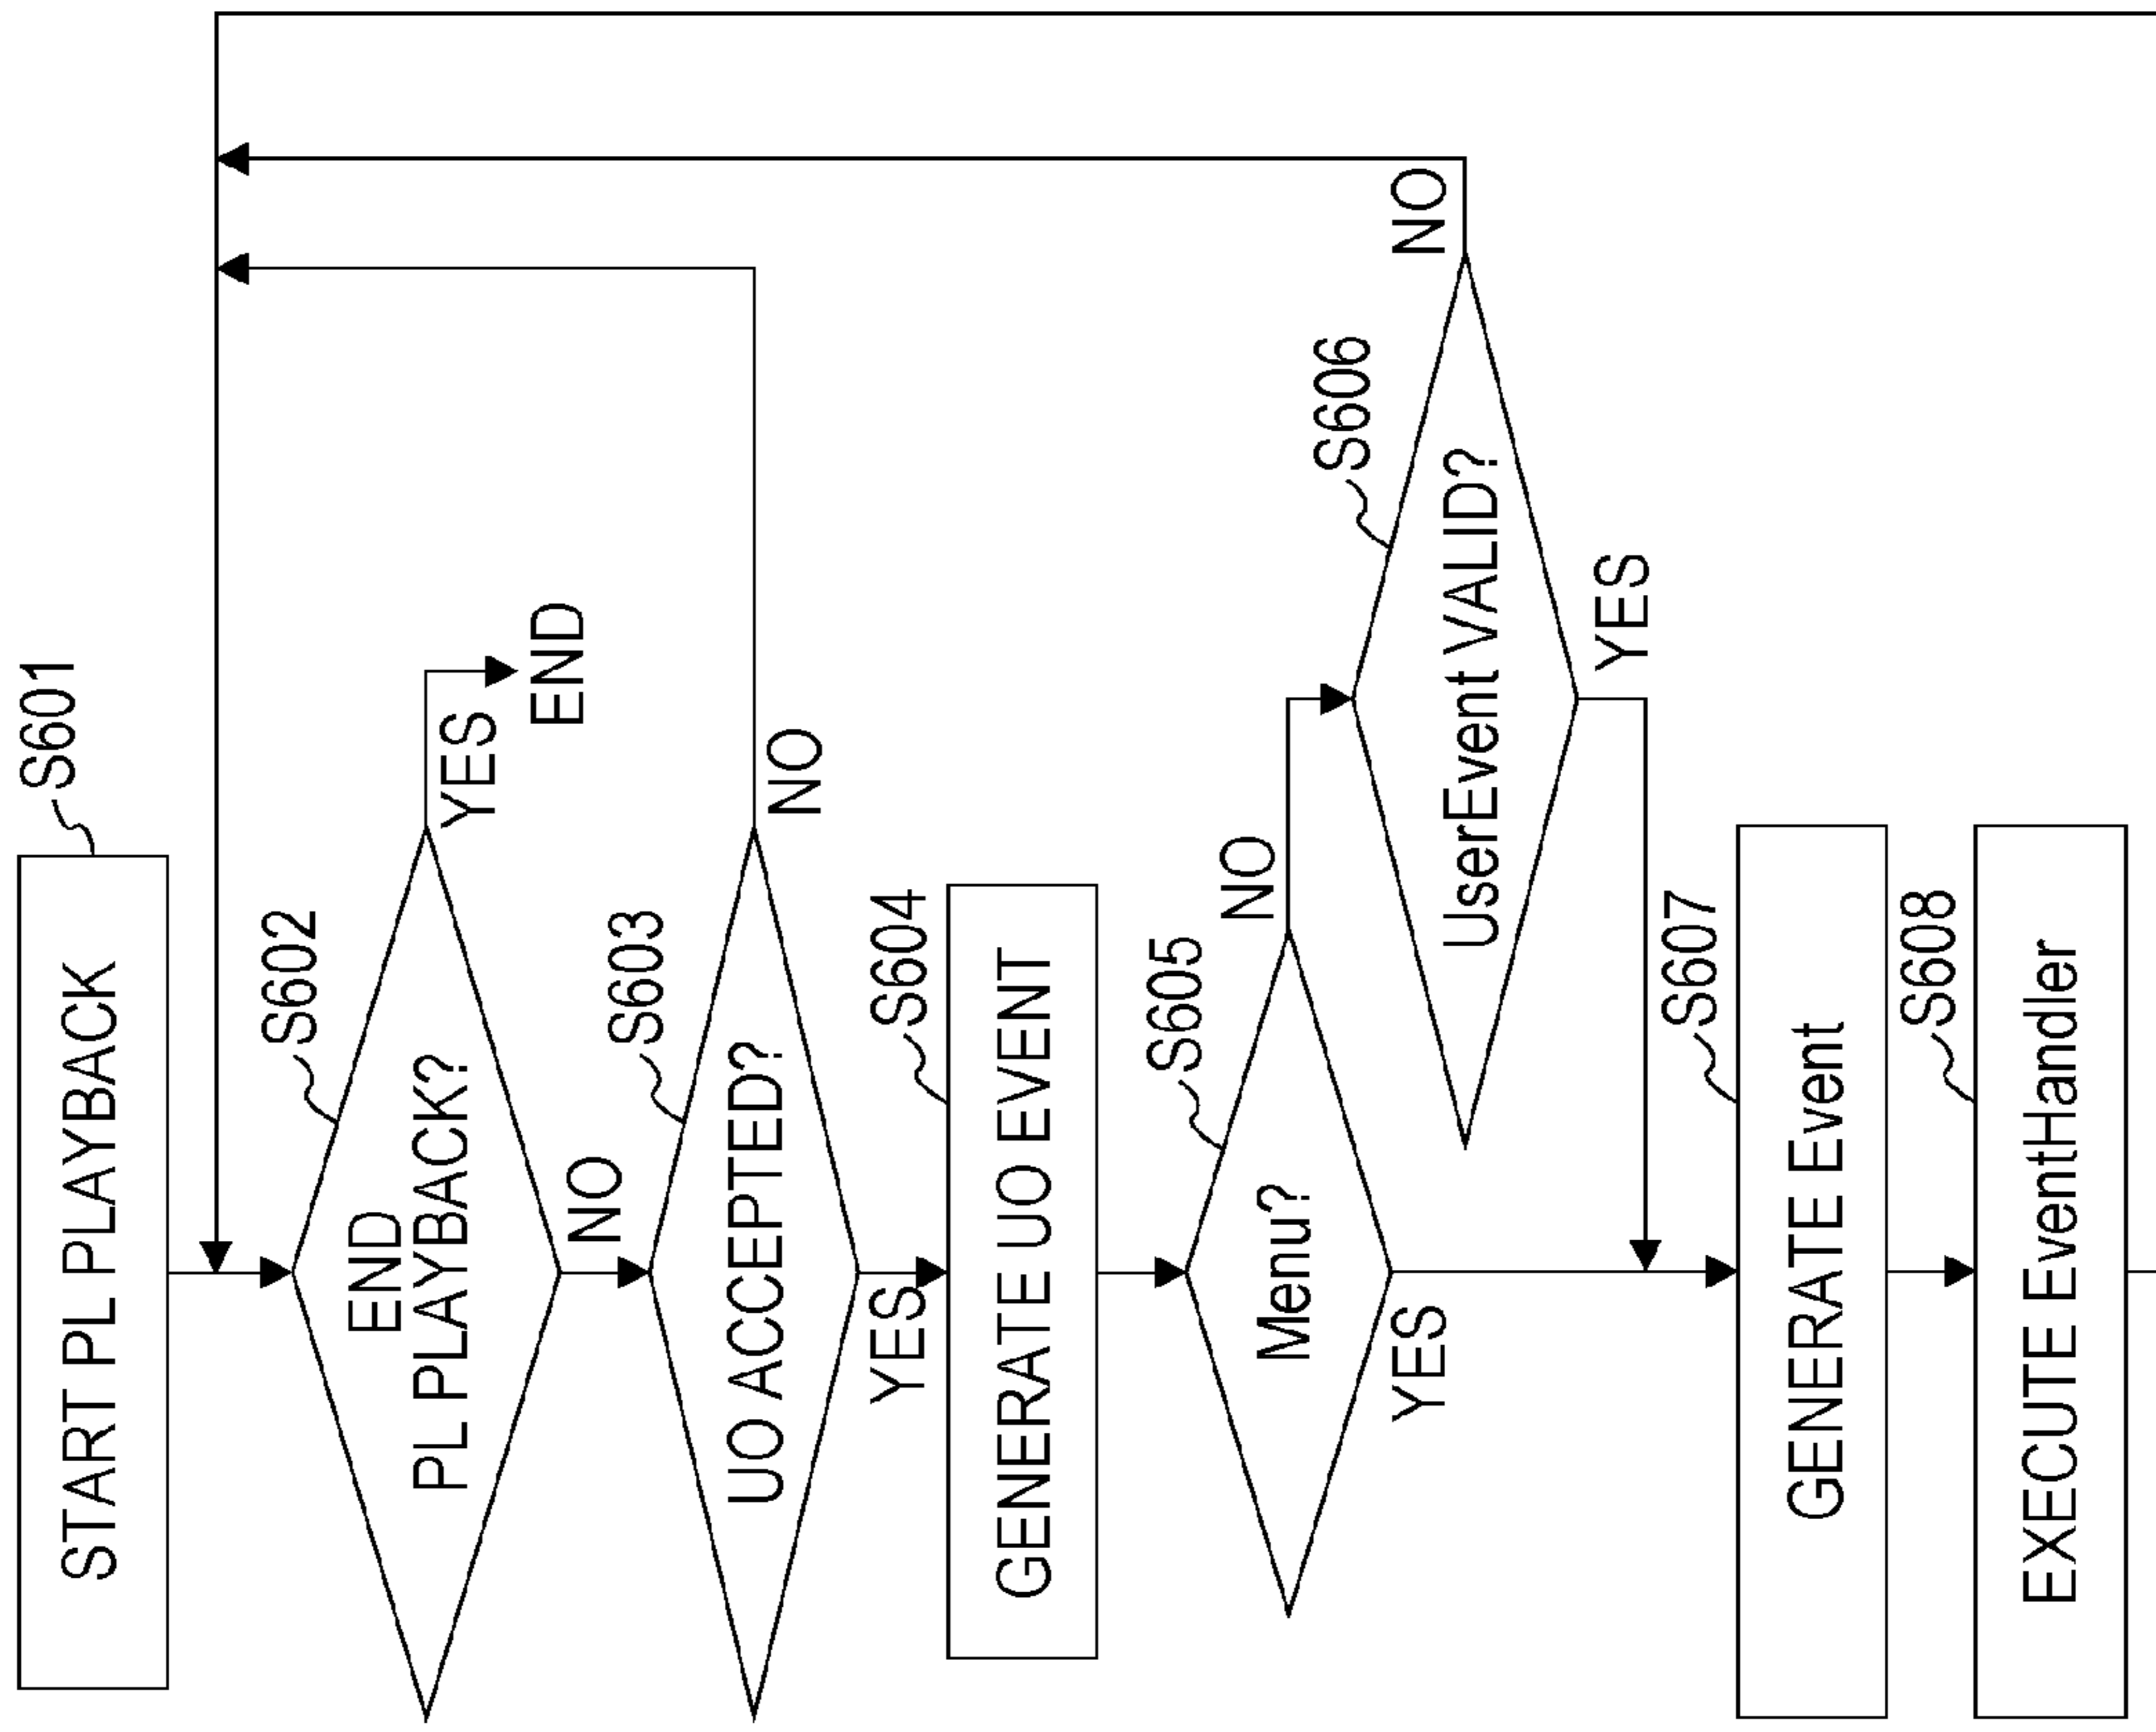 START PL PLAYBACK
S601
END
PL PLAYBACK?
S602
YES
END
NO
UO ACCEPTED?
S603
NO
YES
GENERATE UO EVENT
S604
Menu?
S605
NO
YES
UserEvent VALID?
S606
NO
YES
GENERATE Event
S607
EXECUTE EventHandler
S608